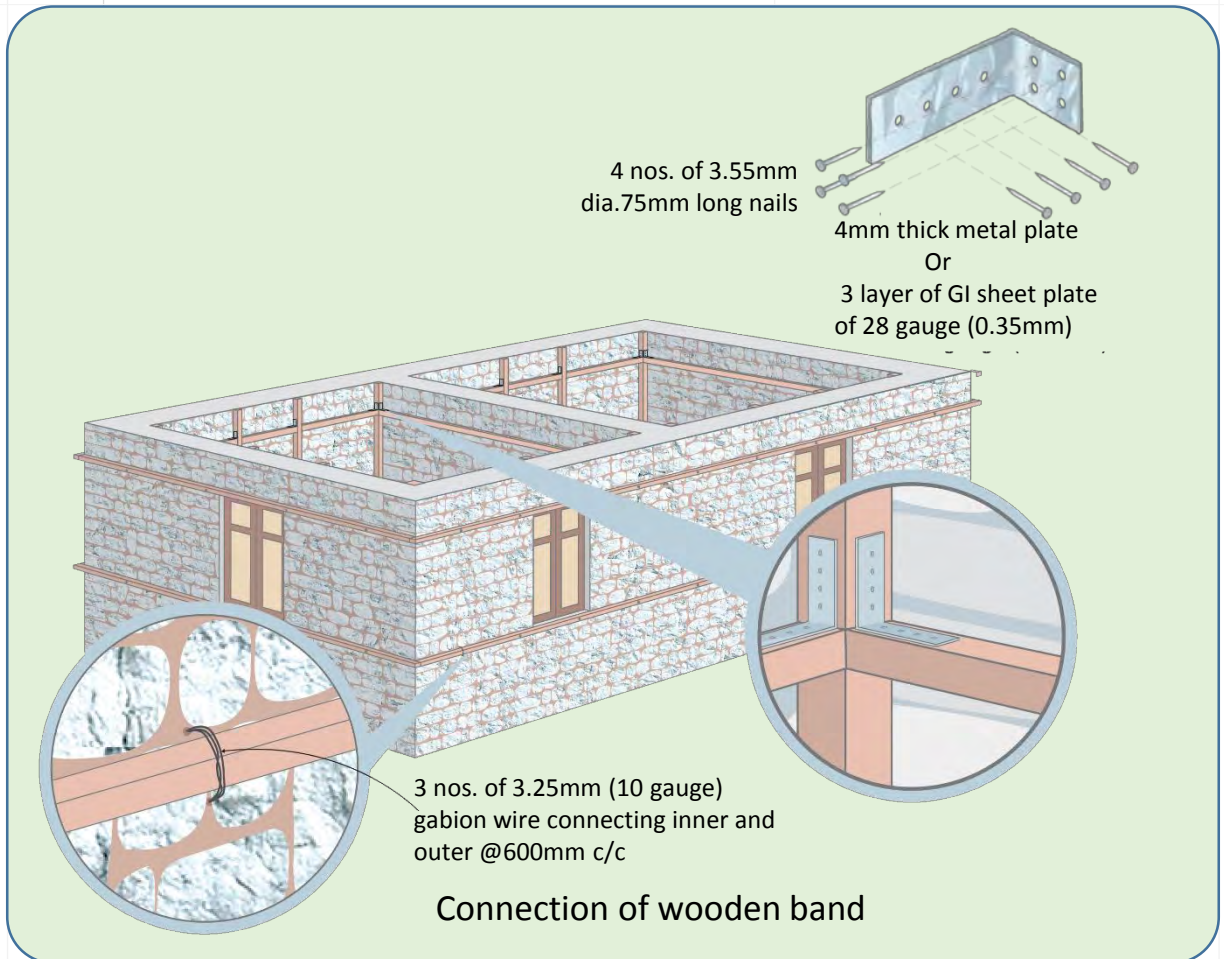 4 nos. of 3.55mm
dia.75mm long nails
4mm thick metal plate
Or
3 layer of GI sheet plate
of 28 gauge (0.35mm)
3 nos. of 3.25mm (10 gauge)
gabion wire connecting inner and
outer @600mm c/c
Connection of wooden band